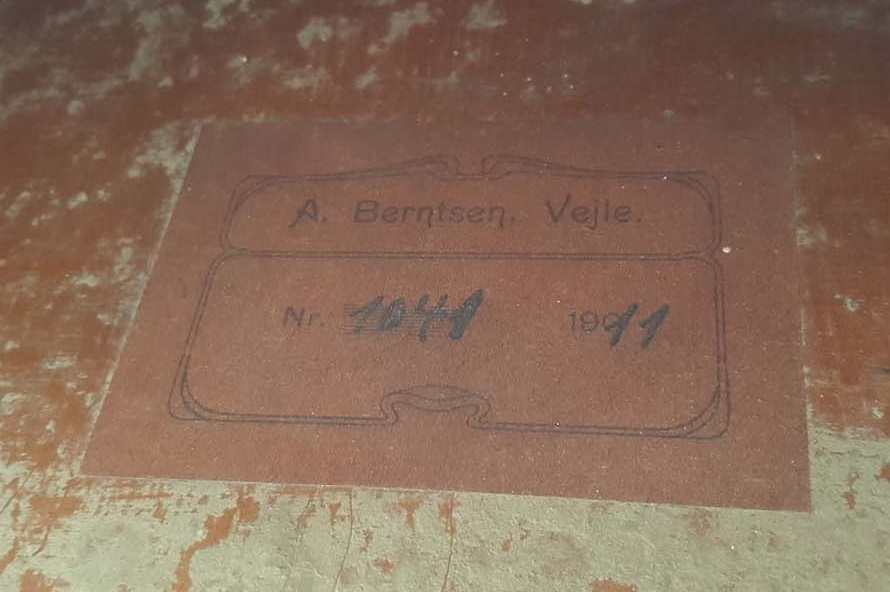 A. Berntsen, Vejle.
Nr. 1041 1911